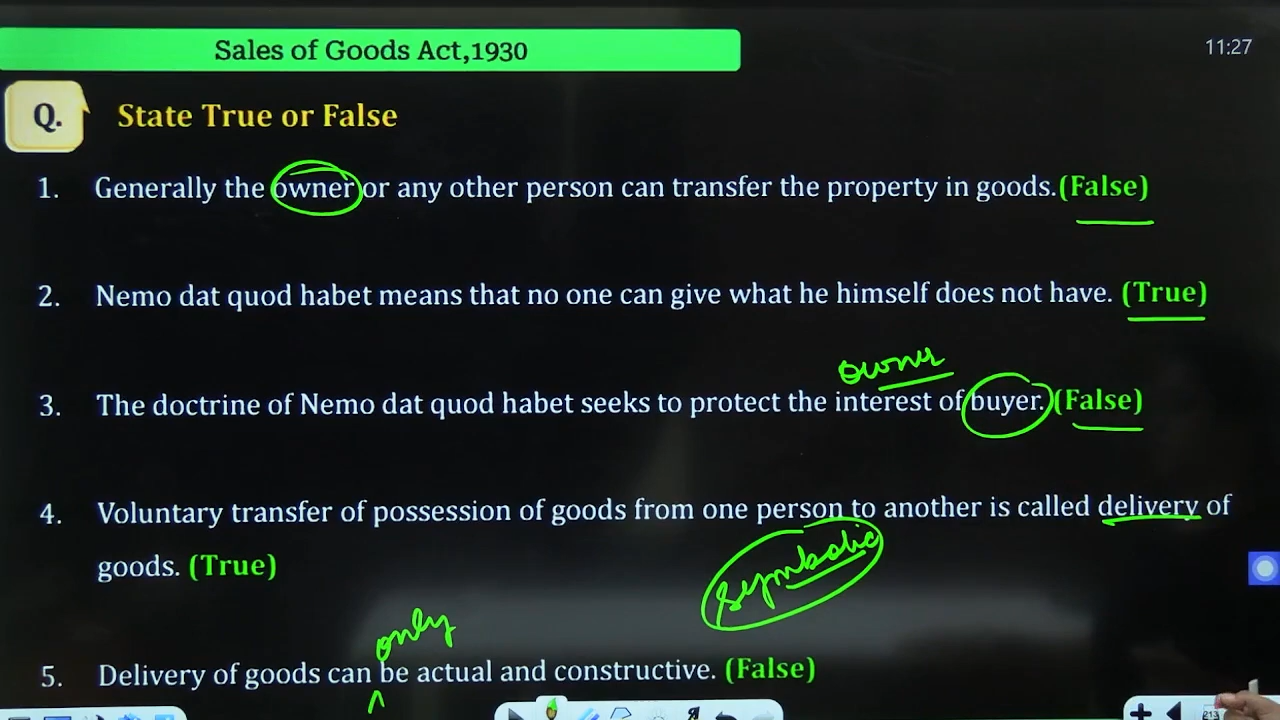 Sales of Goods Act,1930
11:27
Q. State True or False
1. Generally the owner or any other person can transfer the property in goods.(False)
2. Nemo dat quod habet means that no one can give what he himself does not have. (True)
owner
3. The doctrine of Nemo dat quod habet seeks to protect the interest of buyer.(False)
4. Voluntary transfer of possession of goods from one person to another is called delivery of
goods. (True)
symbolic
only
5. Delivery of goods can be actual and constructive. (False)
213